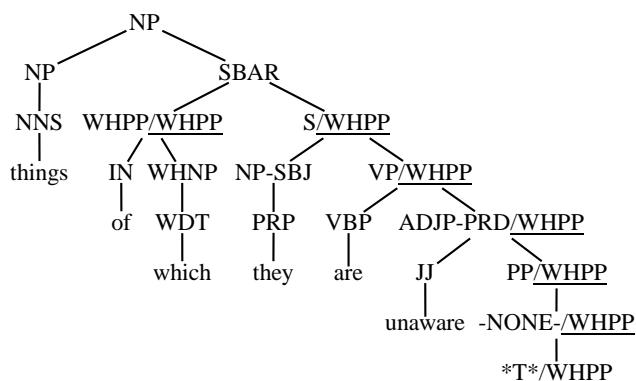 NP
NP SBAR
NNS WHPP/WHPP S/WHPP
things IN WHNP NP-SBJ VP/WHPP
of WDT PRP VBP ADJP-PRD/WHPP
which they are JJ PP/WHPP
unaware -NONE-/WHPP
*T*/WHPP